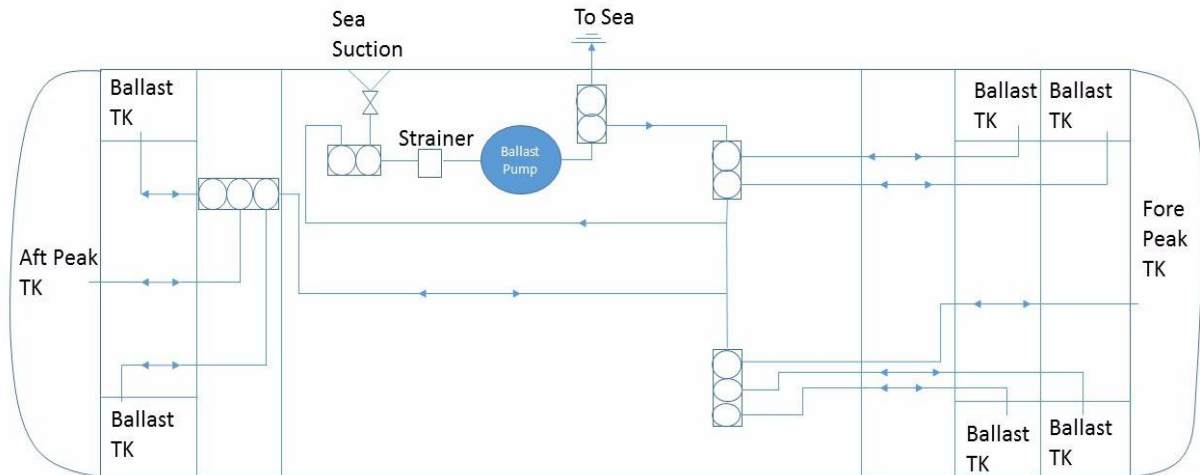 Sea
Suction
To Sea
Ballast
TK
Strainer
Ballast
Pump
Ballast
TK
Ballast
TK
Aft Peak
TK
Fore
Peak
TK
Ballast
TK
Ballast
TK
Ballast
TK